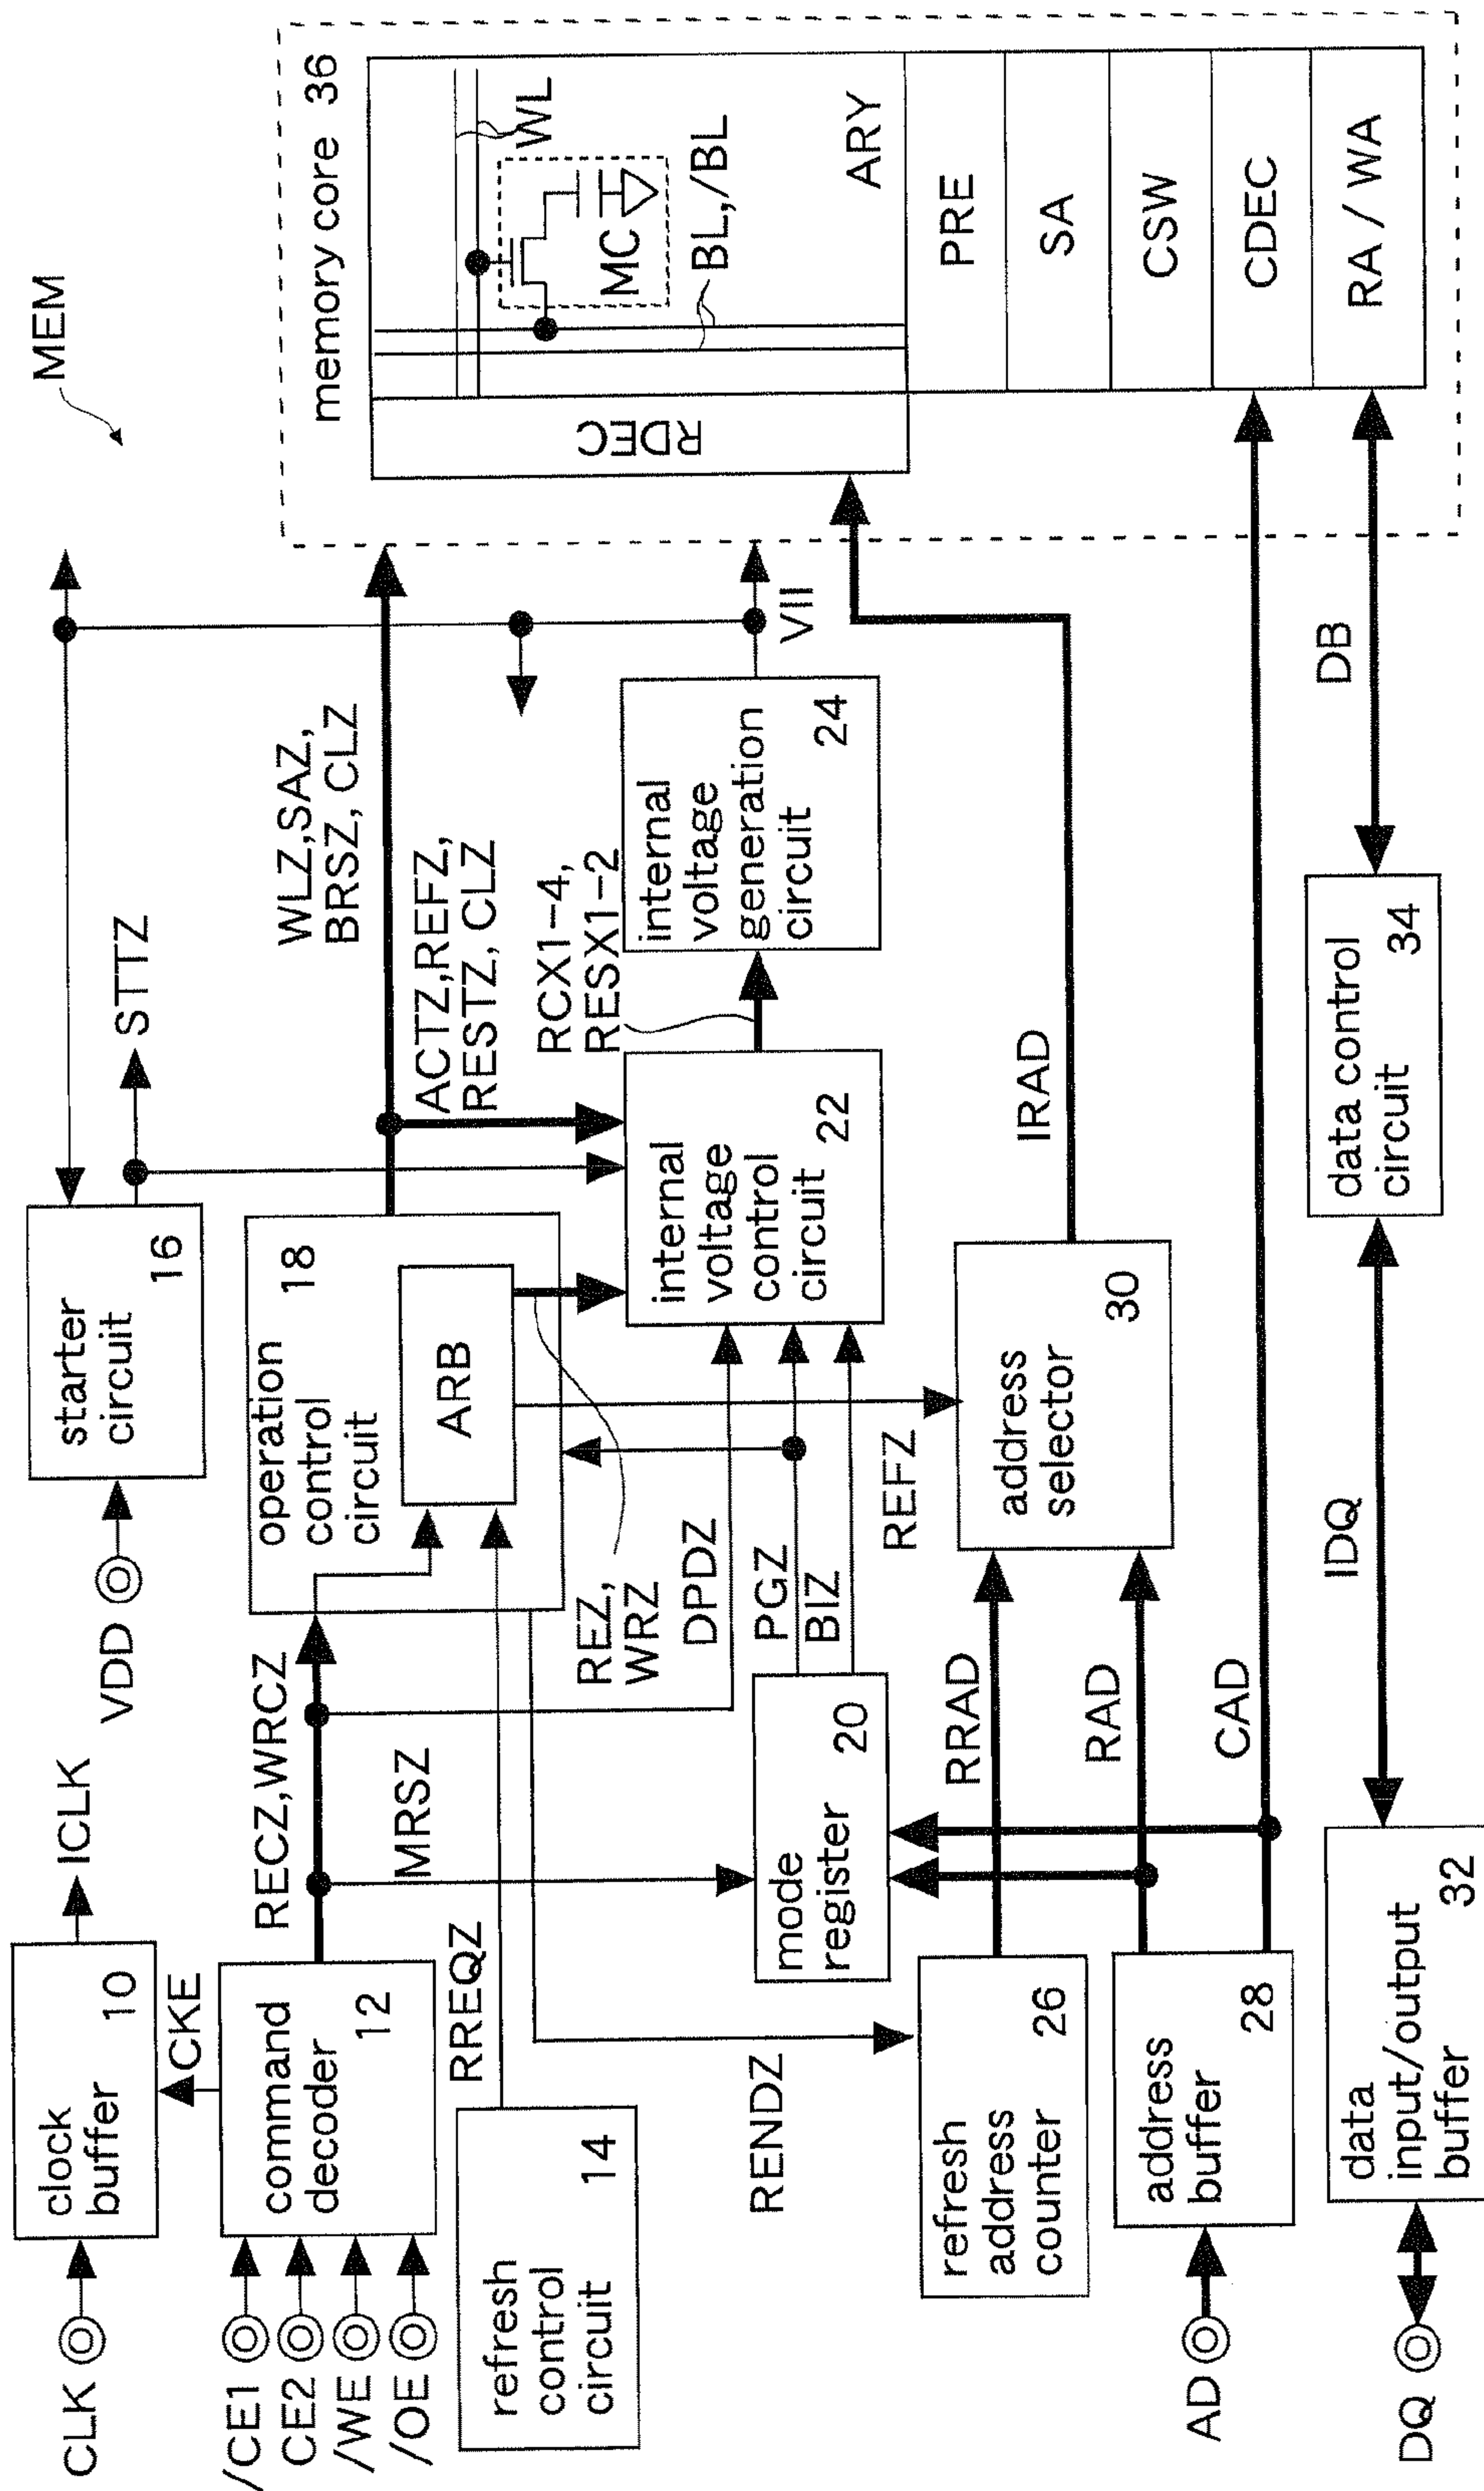 MEM
CLK
clock
buffer
10
ICLK
CKE
VDD
starter
circuit
16
STTZ
/CE1
CE2
/WE
/OE
command
decoder
12
RECZ,WRCZ
operation
control
circuit
18
ARB
WLZ,SAZ,
BRSZ, CLZ
ACTZ,REFZ,
RESTZ, CLZ
MRSZ
refresh
control
circuit
14
RREQZ
REZ,
WRZ
DPDZ
PGZ
BIZ
internal
voltage
control
circuit
22
RCX1-4,
RESX1-2
internal
voltage
generation
circuit
24
VII
mode
register
20
RENDZ
REFZ
refresh
address
counter
26
RRAD
address
selector
30
IRAD
AD
address
buffer
28
RAD
CAD
DQ
data
input/output
buffer
32
IDQ
data control
circuit
34
DB
memory core 36
RDEC
WL
MC
BL,/BL
ARY
PRE
SA
CSW
CDEC
RA / WA